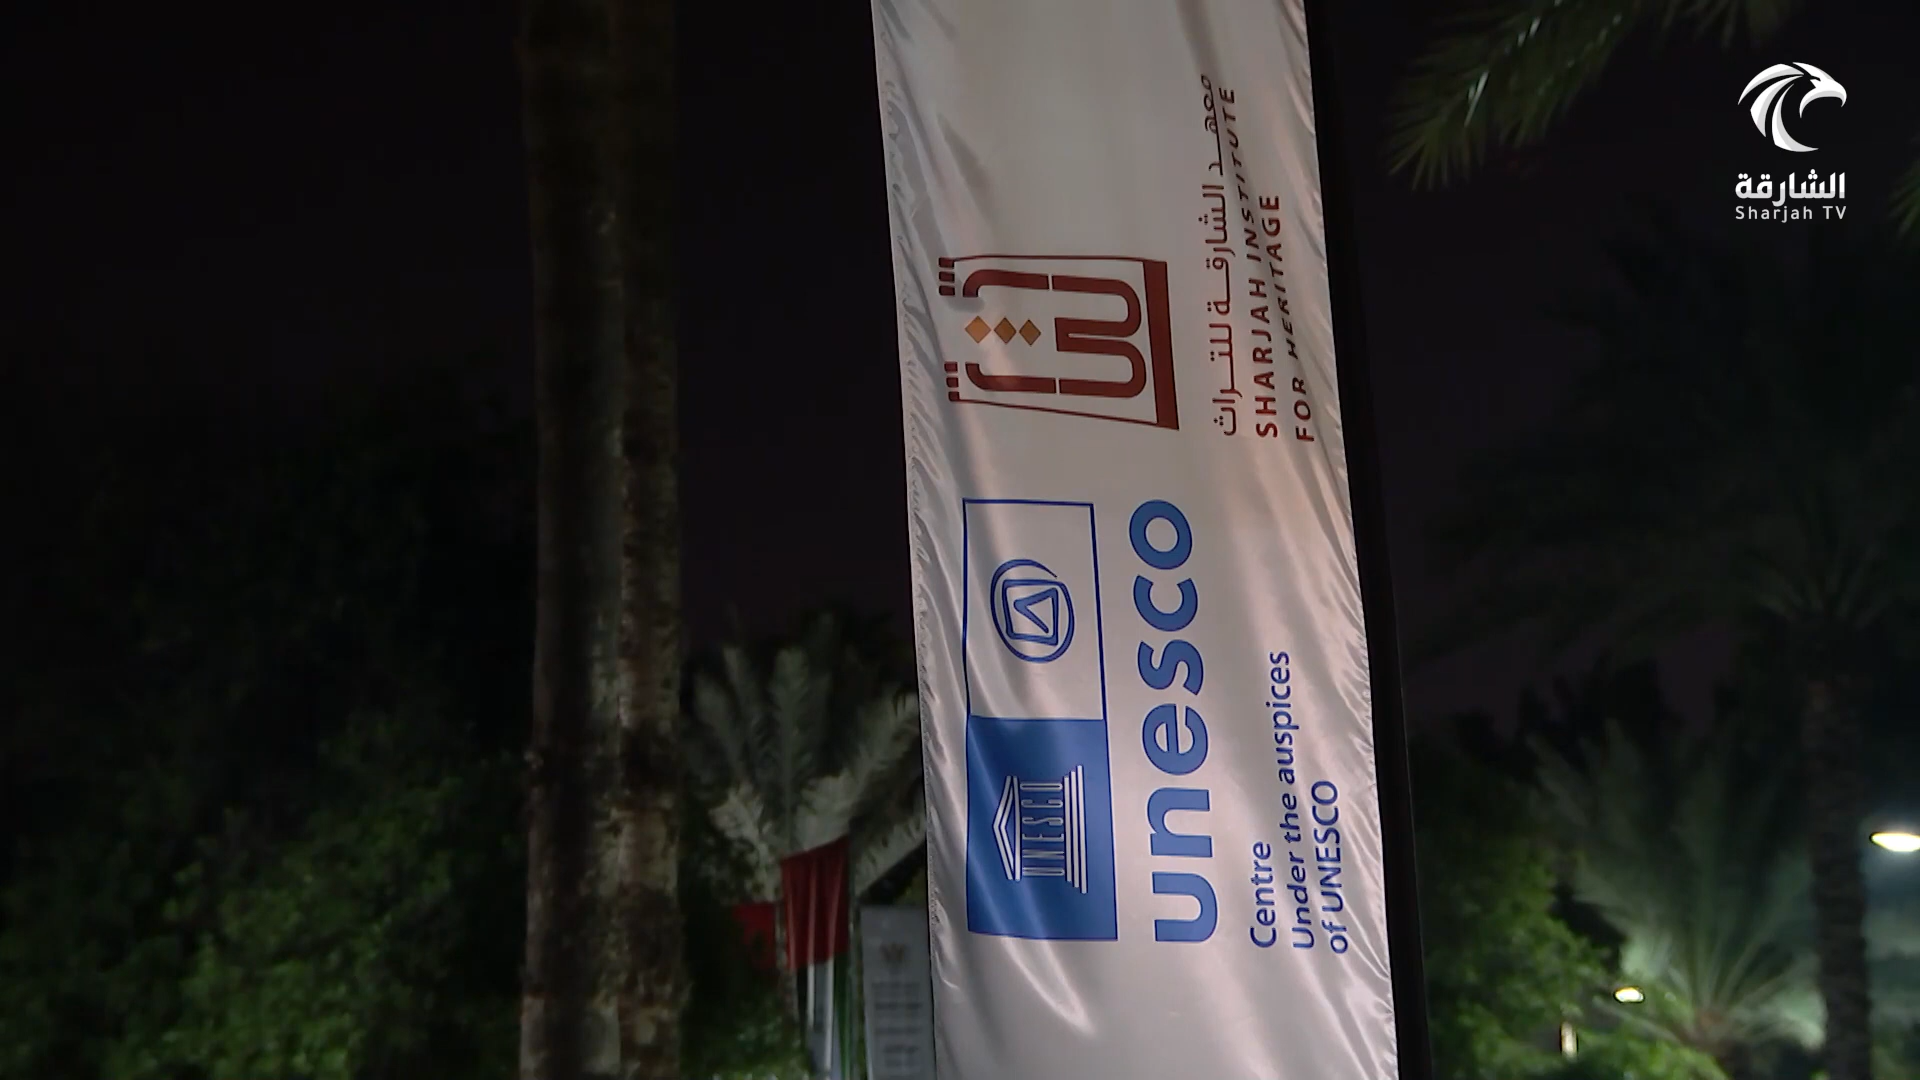 معهد الشارقة للتراث
SHARJAH INSTITUTE
FOR HERITAGE
UNESCO
unesco
Centre
Under the auspices
of UNESCO
الشارقة
Sharjah TV